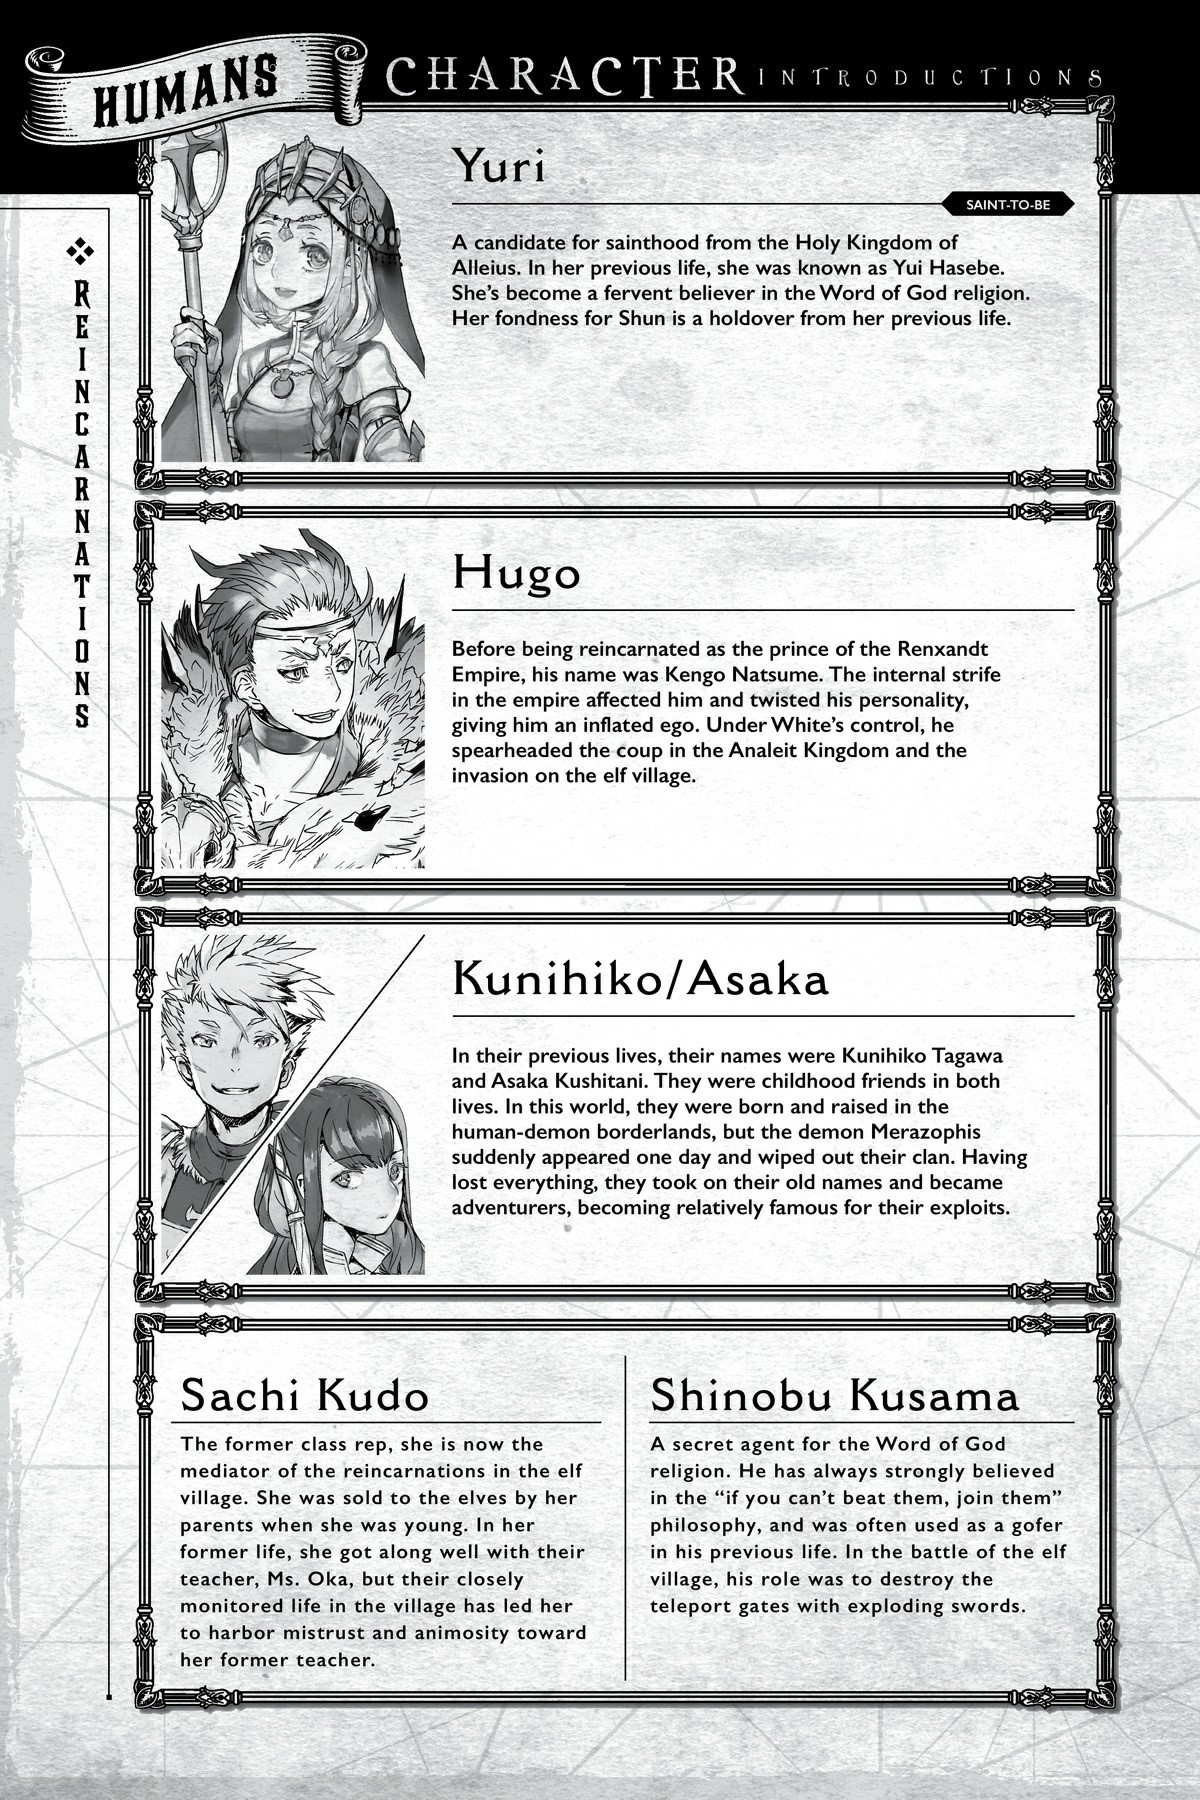 HUMANS
CHARACTER INTRODUCTIONS
REINCARNATIONS
Yuri
SAINT-TO-BE
A candidate for sainthood from the Holy Kingdom of
Alleius. In her previous life, she was known as Yui Hasebe.
She's become a fervent believer in the Word of God religion.
Her fondness for Shun is a holdover from her previous life.
Hugo
Before being reincarnated as the prince of the Renxandt
Empire, his name was Kengo Natsume. The internal strife
in the empire affected him and twisted his personality,
giving him an inflated ego. Under White's control, he
spearheaded the coup in the Analeit Kingdom and the
invasion on the elf village.
Kunihiko/Asaka
In their previous lives, their names were Kunihiko Tagawa
and Asaka Kushitani. They were childhood friends in both
lives. In this world, they were born and raised in the
human-demon borderlands, but the demon Merazophis
suddenly appeared one day and wiped out their clan. Having
lost everything, they took on their old names and became
adventurers, becoming relatively famous for their exploits.
Sachi Kudo
The former class rep, she is now the
mediator of the reincarnations in the elf
village. She was sold to the elves by her
parents when she was young. In her
former life, she got along well with their
teacher, Ms. Oka, but their closely
monitored life in the village has led her
to harbor mistrust and animosity toward
her former teacher.
Shinobu Kusama
A secret agent for the Word of God
religion. He has always strongly believed
in the “if you can't beat them, join them”
philosophy, and was often used as a gofer
in his previous life. In the battle of the elf
village, his role was to destroy the
teleport gates with exploding swords.